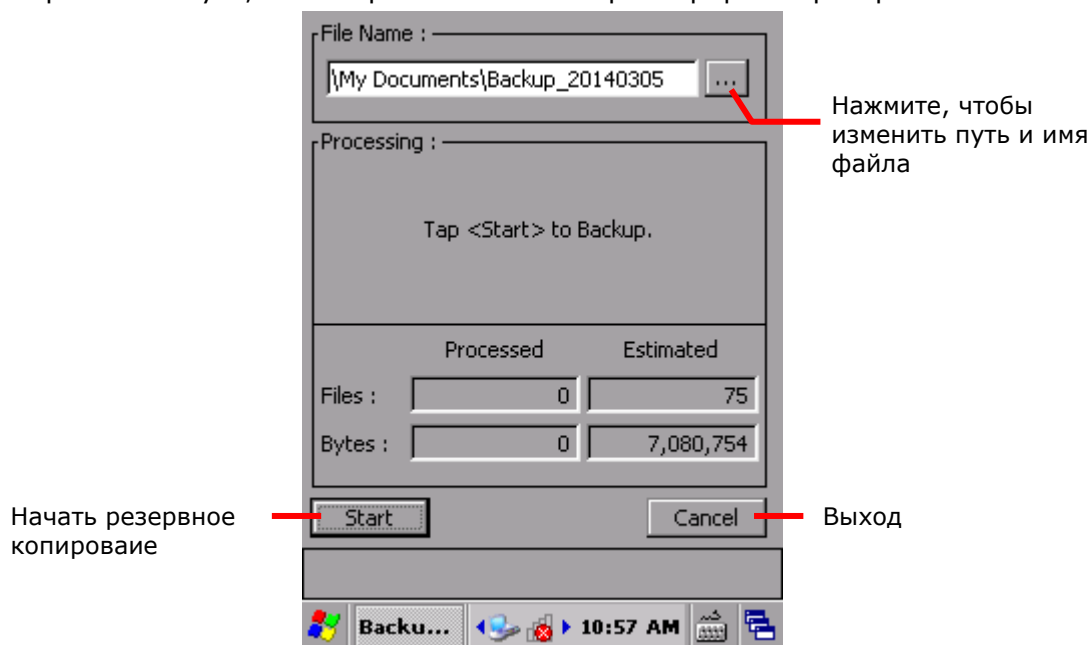 File Name :
\My Documents\Backup_20140305
...
Нажмите, чтобы
изменить путь и имя
файла
Processing :
Tap <Start> to Backup.
Processed Estimated
Files : 0 75
Bytes : 0 7,080,754
Начать резервное
копироваие
Start
Cancel
Выход
Backu... 10:57 AM